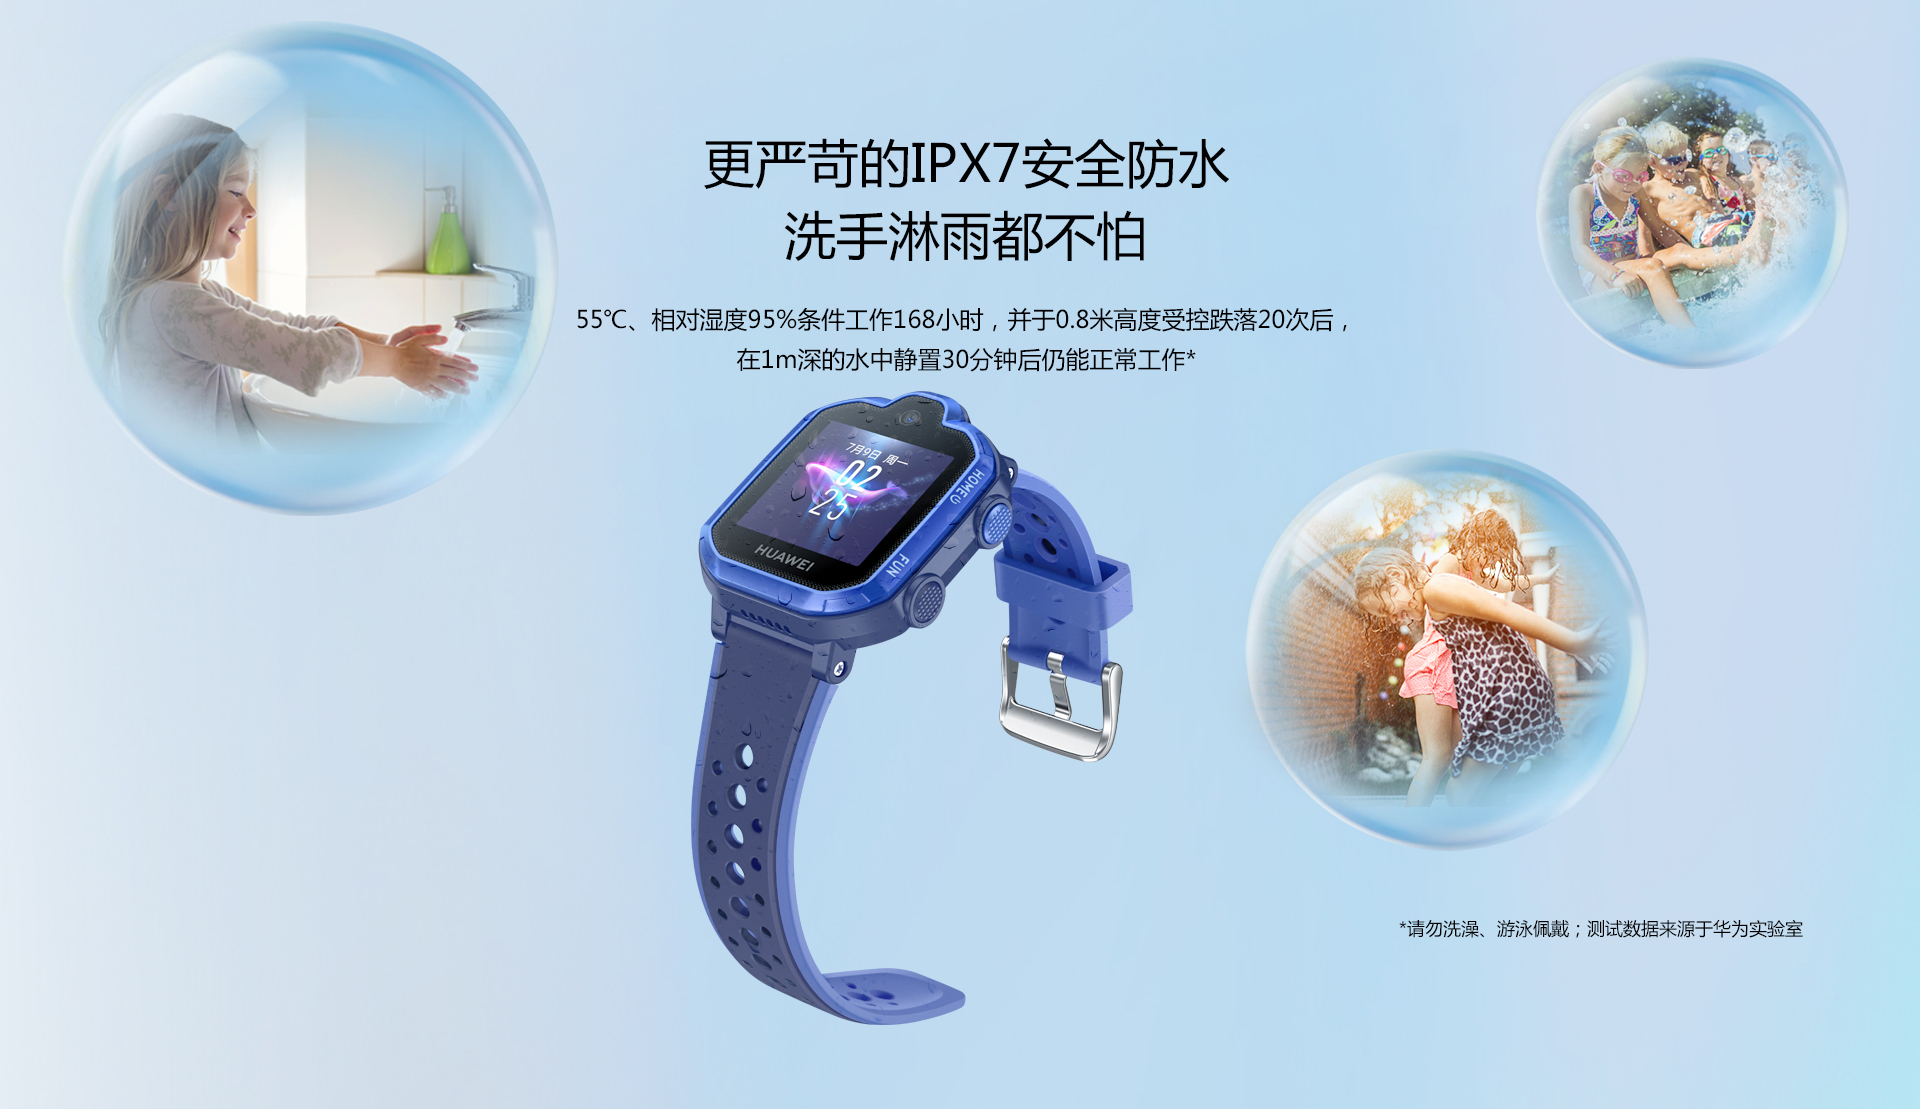 更严苛的IPX7安全防水
洗手淋雨都不怕
55℃、相对湿度95%条件工作168小时，并于0.8米高度受控跌落20次后，
在1m深的水中静置30分钟后仍能正常工作*
7月9日 周一
02
25
HUAWEI
HOME
FUN
*请勿洗澡、游泳佩戴；测试数据来源于华为实验室